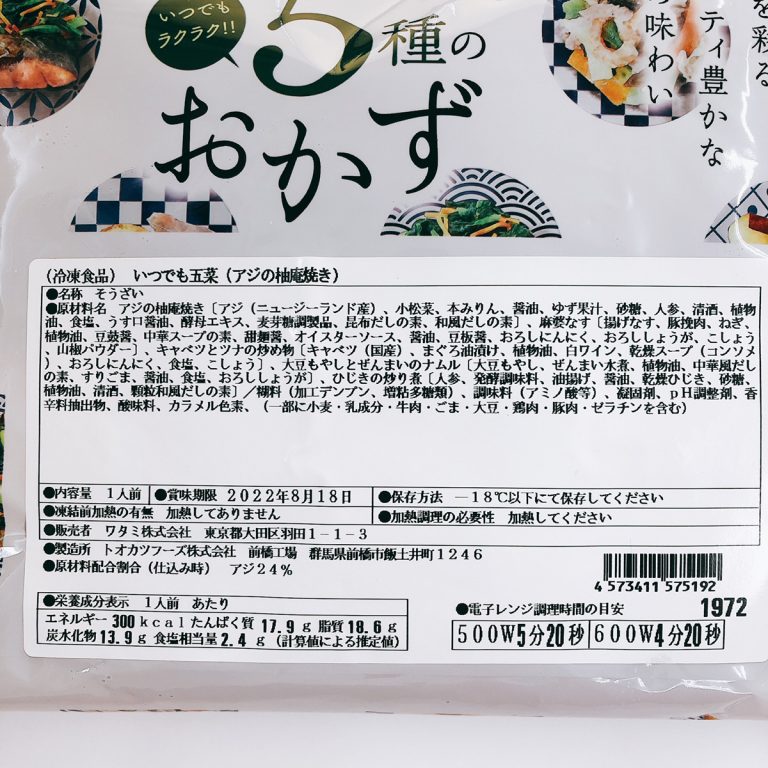 いつでも
ラクラク!!
5種の
おかず
を彩る
ティ豊かな
味わい
(冷凍食品) いつでも五菜(アジの柚庵焼き)
●名称 そうざい
●原材料名 アジの柚庵焼き〔アジ(ニュージーランド産)、小松菜、本みりん、醤油、ゆず果汁、砂糖、人参、清酒、植物
油、食塩、うす口醤油、酵母エキス、麦芽糖調製品、昆布だしの素、和風だしの素〕、麻婆なす〔揚げなす、豚挽肉、ねぎ、
植物油、豆鼓醤、中華スープの素、甜麺醤、オイスターソース、醤油、豆板醤、おろしにんにく、おろししょうが、こしょう
、山椒パウダー〕、キャベツとツナの炒め物〔キャベツ(国産)、まぐろ油漬け、植物油、白ワイン、乾燥スープ(コンソメ
)、おろしにんにく、食塩、こしょう〕、大豆もやしとぜんまいのナムル〔大豆もやし、ぜんまい水煮、植物油、中華風だし
の素、すりごま、醤油、食塩、おろししょうが〕、ひじきの炒り煮〔人参、発酵調味料、油揚げ、醤油、乾燥ひじき、砂糖、
植物油、清酒、顆粒和風だしの素〕/糊料(加工デンプン、増粘多糖類)、調味料(アミノ酸等)、凝固剤、pH調整剤、香
辛料抽出物、酸味料、カラメル色素、(一部に小麦・乳成分・牛肉・ごま・大豆・鶏肉・豚肉・ゼラチンを含む)
●内容量 1人前 ●賞味期限 2022年8月18日 ●保存方法 -18℃以下にて保存してください
●凍結前加熱の有無 加熱してありません ●加熱調理の必要性 加熱してください
●販売者 ワタミ株式会社 東京都大田区羽田1-1-3
●製造所 トオカツフーズ株式会社 前橋工場 群馬県前橋市飯土井町1246
●原材料配合割合(仕込み時) アジ24%
4 573411 575192
●栄養成分表示 1人前 あたり
エネルギー 300kcal たんぱく質 17.9g 脂質 18.6g
炭水化物 13.9g 食塩相当量 2.4g (計算値による推定値)
●電子レンジ調理時間の目安 1972
500W 5分20秒 600W 4分20秒